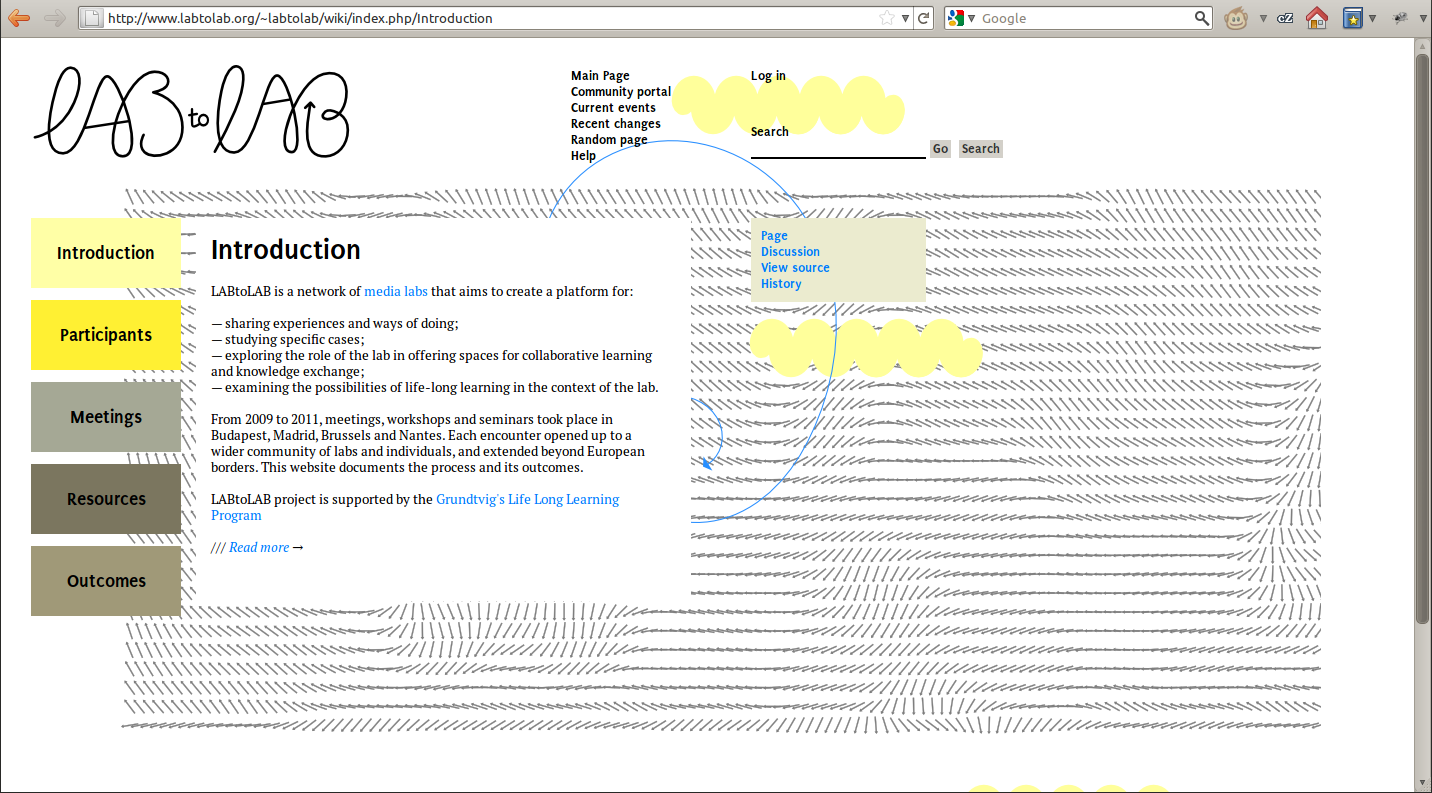 http://www.labtolab.org/~labtolab/wiki/index.php/Introduction
Google
cz
LAB to LAB
Main Page
Community portal
Current events
Recent changes
Random page
Help
Log in
Search
Go Search
Introduction
Participants
Meetings
Resources
Outcomes
Introduction
LABtoLAB is a network of media labs that aims to create a platform for:
— sharing experiences and ways of doing;
— studying specific cases;
— exploring the role of the lab in offering spaces for collaborative learning
and knowledge exchange;
— examining the possibilities of life-long learning in the context of the lab.
From 2009 to 2011, meetings, workshops and seminars took place in
Budapest, Madrid, Brussels and Nantes. Each encounter opened up to a
wider community of labs and individuals, and extended beyond European
borders. This website documents the process and its outcomes.
LABtoLAB project is supported by the Grundtvig's Life Long Learning
Program
/// Read more →
Page
Discussion
View source
History